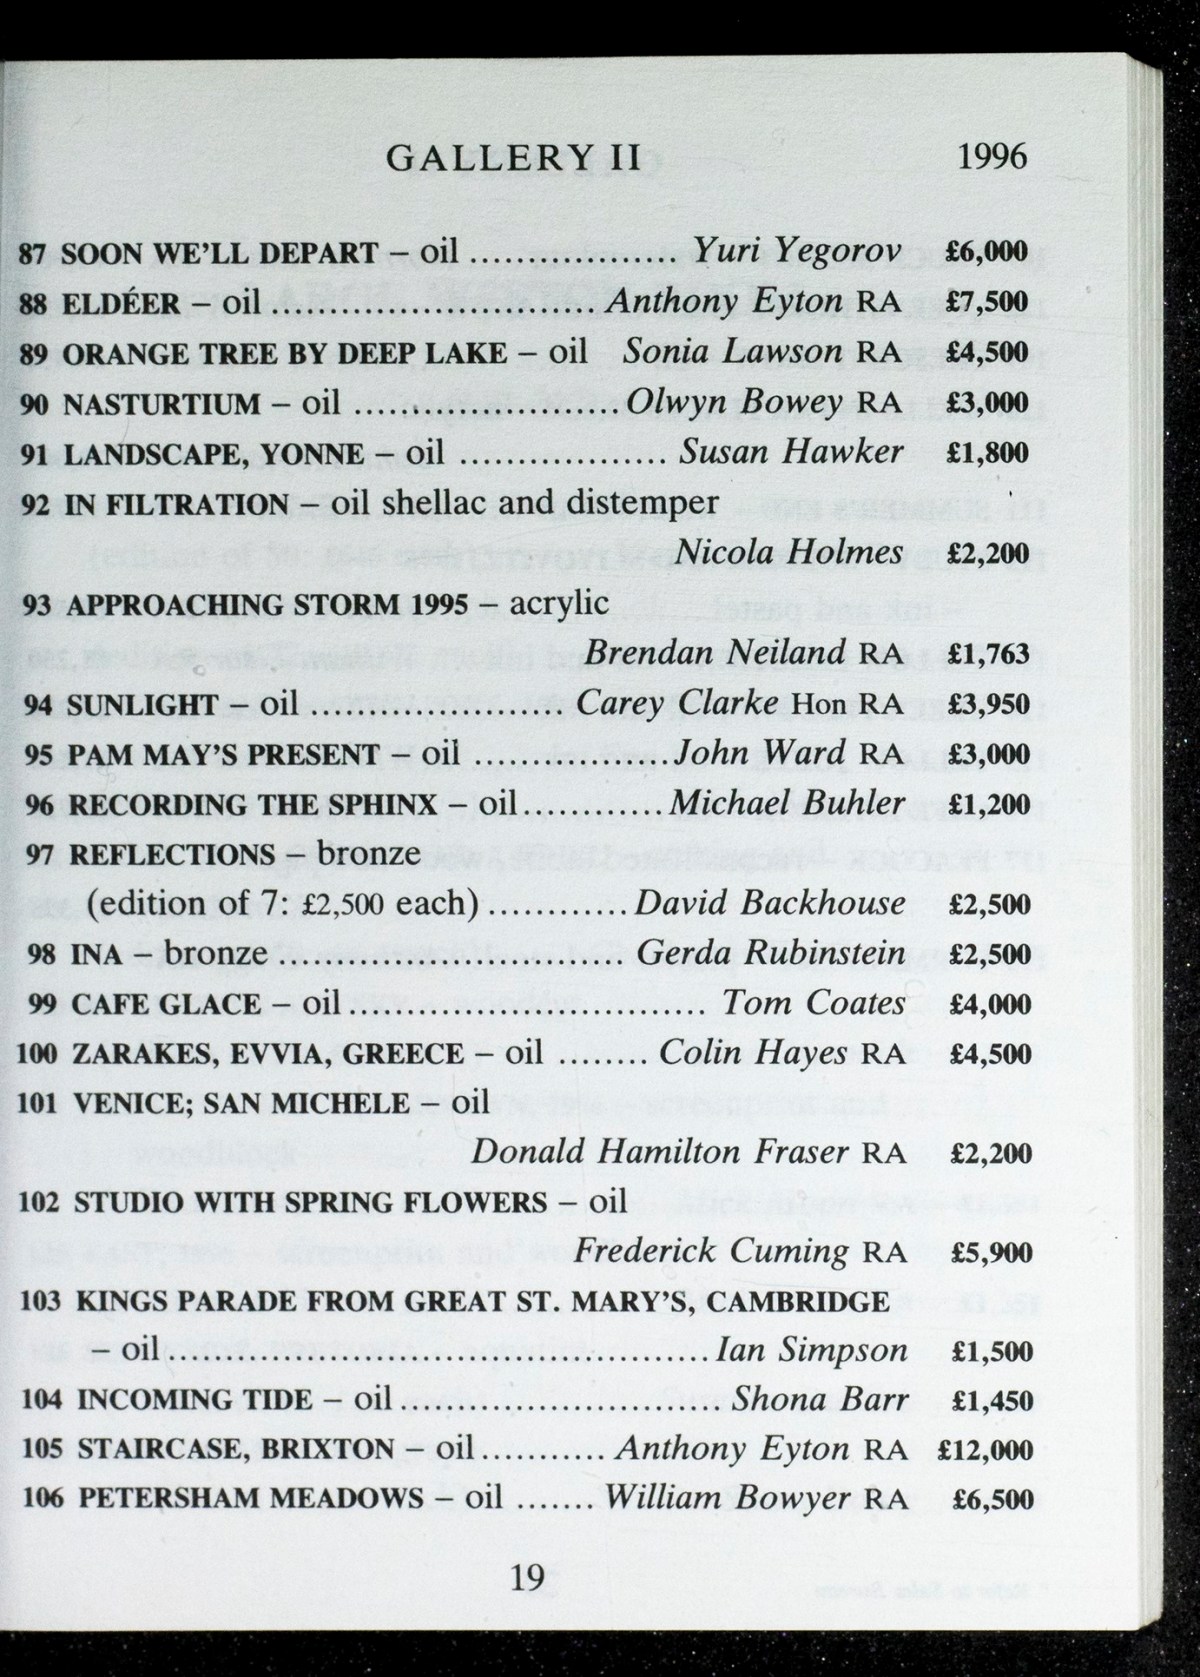 GALLERY II 1996
87 SOON WE'LL DEPART – oil .................. Yuri Yegorov £6,000
88 ELDÉER – oil ............................ Anthony Eyton RA £7,500
89 ORANGE TREE BY DEEP LAKE – oil Sonia Lawson RA £4,500
90 NASTURTIUM – oil ....................... Olwyn Bowey RA £3,000
91 LANDSCAPE, YONNE – oil .................. Susan Hawker £1,800
92 IN FILTRATION – oil shellac and distemper
Nicola Holmes £2,200
93 APPROACHING STORM 1995 – acrylic
Brendan Neiland RA £1,763
94 SUNLIGHT – oil ...................... Carey Clarke Hon RA £3,950
95 PAM MAY'S PRESENT – oil ................. John Ward RA £3,000
96 RECORDING THE SPHINX – oil ............ Michael Buhler £1,200
97 REFLECTIONS – bronze
(edition of 7: £2,500 each) ............ David Backhouse £2,500
98 INA – bronze .............................. Gerda Rubinstein £2,500
99 CAFE GLACE – oil ............................... Tom Coates £4,000
100 ZARAKES, EVVIA, GREECE – oil ........ Colin Hayes RA £4,500
101 VENICE; SAN MICHELE – oil
Donald Hamilton Fraser RA £2,200
102 STUDIO WITH SPRING FLOWERS – oil
Frederick Cuming RA £5,900
103 KINGS PARADE FROM GREAT ST. MARY'S, CAMBRIDGE
– oil ............................................... Ian Simpson £1,500
104 INCOMING TIDE – oil ............................ Shona Barr £1,450
105 STAIRCASE, BRIXTON – oil ........... Anthony Eyton RA £12,000
106 PETERSHAM MEADOWS – oil ....... William Bowyer RA £6,500
19